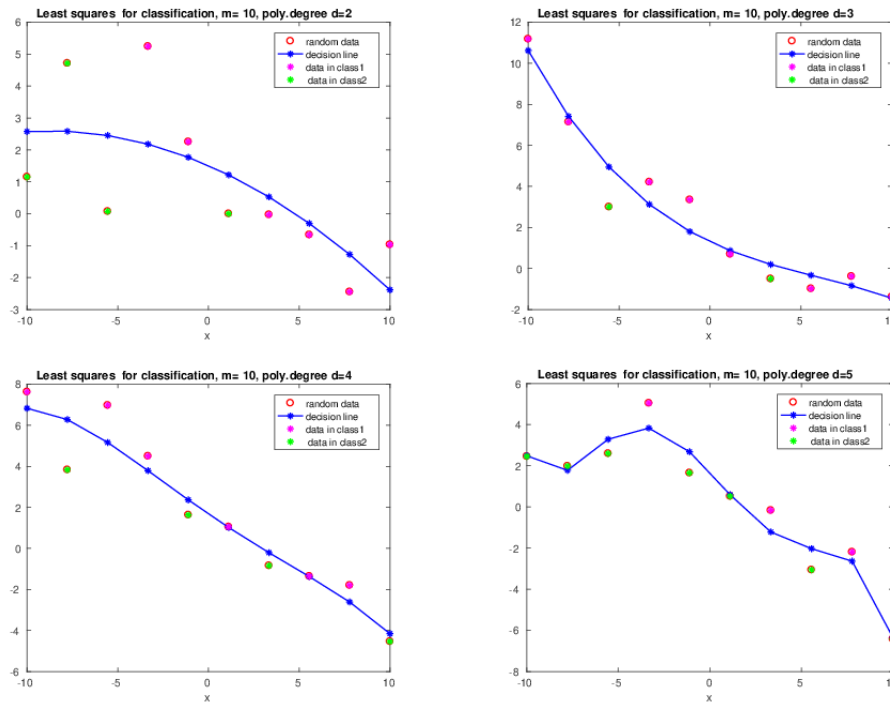 Least squares for classification, m= 10, poly.degree d=2
6
5
4
3
2
1
0
-1
-2
-3
-10
-5
0
5
10
x
random data
decision line
data in class1
data in class2
Least squares for classification, m= 10, poly.degree d=3
12
10
8
6
4
2
0
-2
-10
-5
0
5
x
random data
decision line
data in class1
data in class2
Least squares for classification, m= 10, poly.degree d=4
8
6
4
2
0
-2
-4
-6
-10
-5
0
5
10
x
random data
decision line
data in class1
data in class2
Least squares for classification, m= 10, poly.degree d=5
6
4
2
0
-2
-4
-6
-8
-10
-5
0
5
x
random data
decision line
data in class1
data in class2